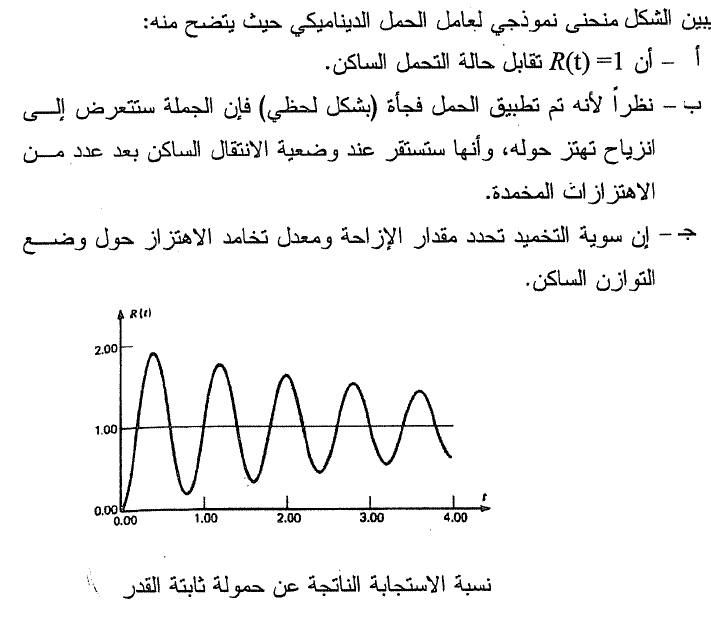 يبين الشكل منحنى نموذجي لعامل الحمل الديناميكي حيث يتضح منه:
أ - أن R(t) =1 تقابل حالة التحمل الساكن.
ب - نظراً لأنه تم تطبيق الحمل فجأة (بشكل لحظي) فإن الجملة ستتعرض إلى
انزياح تهتز حوله، وأنها ستستقر عند وضعية الانتقال الساكن بعد عدد من
الاهتزازات المخمدة.
جـ - إن سوية التخميد تحدد مقدار الإزاحة ومعدل تخامد الاهتزاز حول وضع
التوازن الساكن.
R(t)
2.00
1.00
0.00
0.00 1.00 2.00 3.00 4.00
t
نسبة الاستجابة الناتجة عن حمولة ثابتة القدر